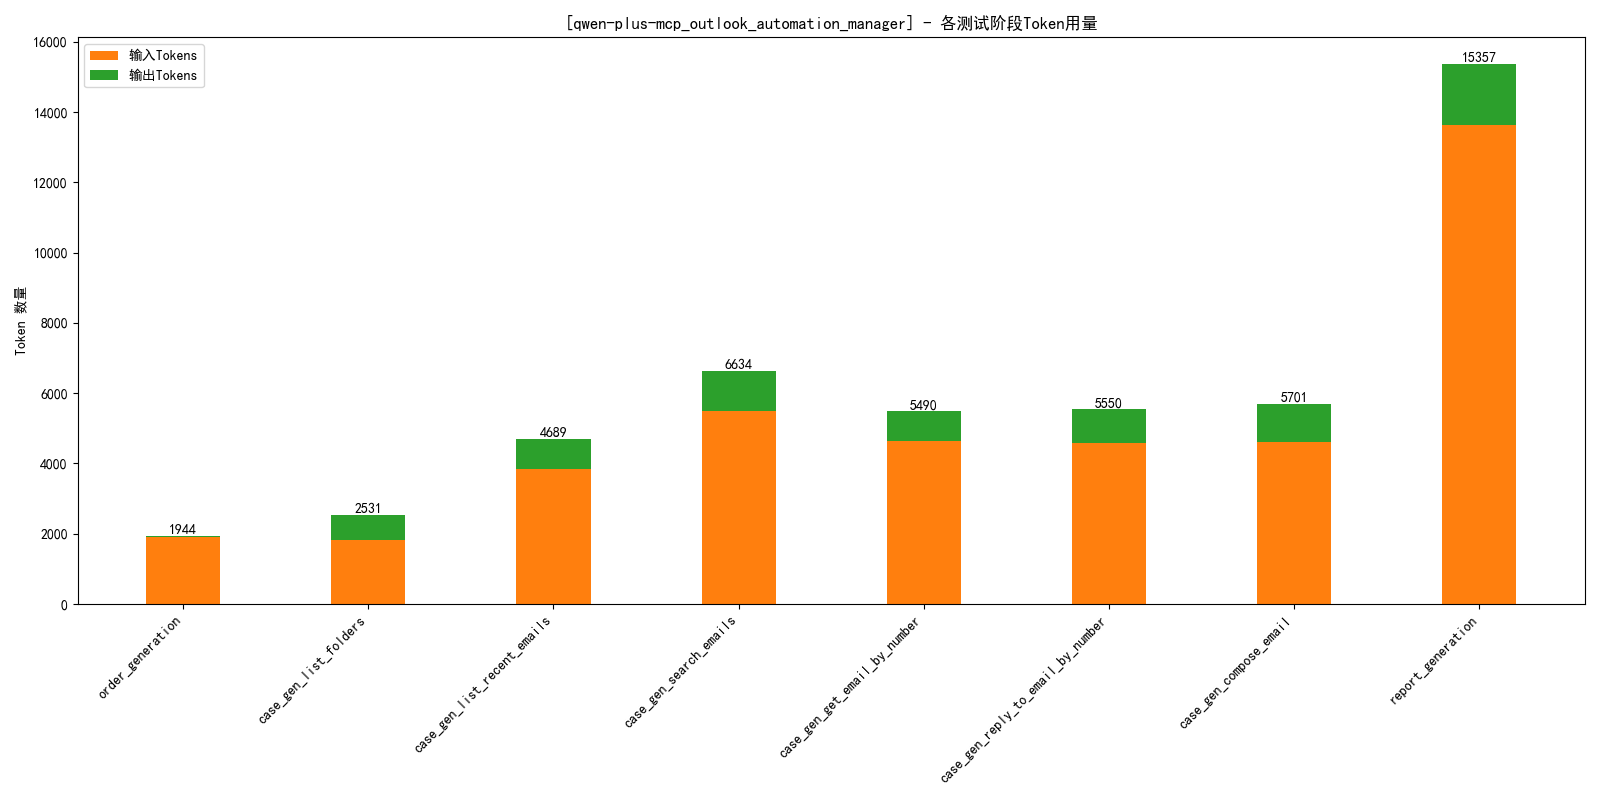 [qwen-plus-mcp_outlook_automation_manager] - 各测试阶段Token用量
输入Tokens
输出Tokens
Token 数量
16000
14000
12000
10000
8000
6000
4000
2000
0
1944
2531
4689
6634
5490
5550
5701
15357
order_generation
case_gen_list_folders
case_gen_list_recent_emails
case_gen_search_emails
case_gen_get_email_by_number
case_gen_reply_to_email_by_number
case_gen_compose_email
report_generation